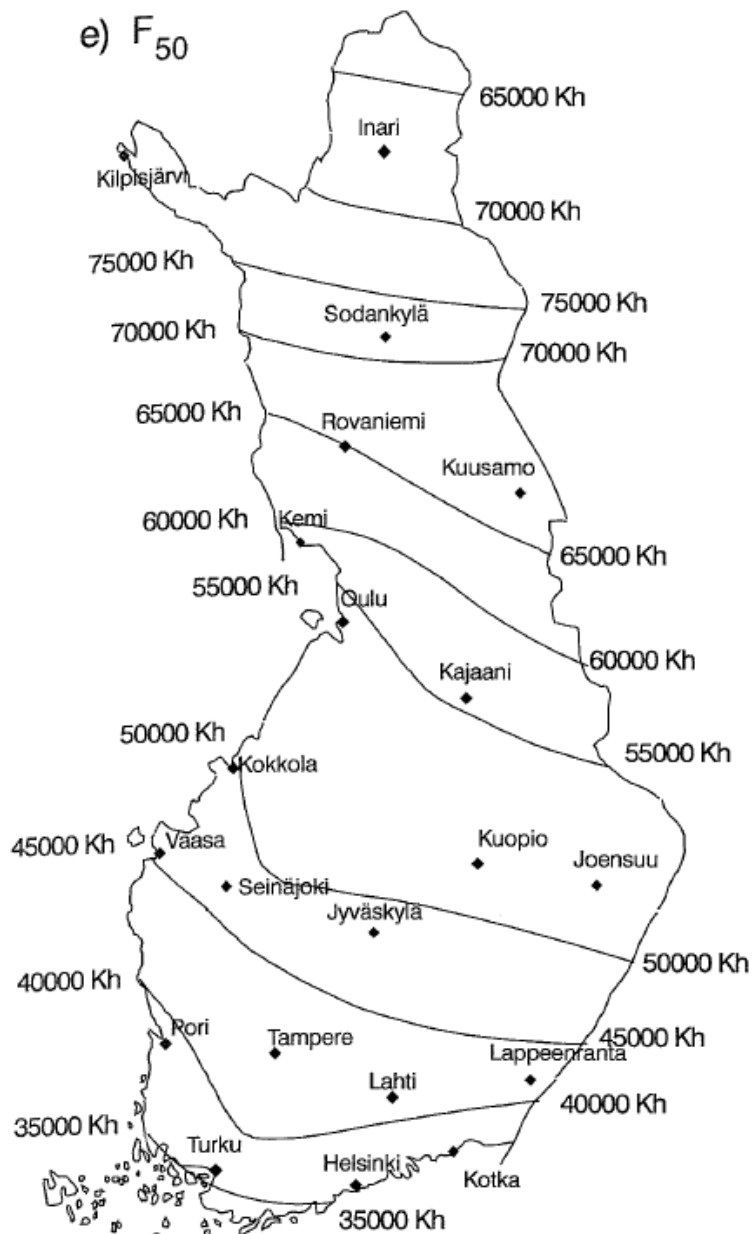 e) F50
65000 Kh
Inari
Kilpisjärvi
70000 Kh
75000 Kh
75000 Kh
Sodankylä
70000 Kh
70000 Kh
65000 Kh
Rovaniemi
Kuusamo
60000 Kh
Kemi
65000 Kh
55000 Kh
Oulu
60000 Kh
Kajaani
50000 Kh
55000 Kh
Kokkola
45000 Kh
Vaasa
Kuopio
Joensuu
Seinäjoki
Jyväskylä
50000 Kh
40000 Kh
Pori
Tampere
45000 Kh
Lappeenranta
Lahti
40000 Kh
35000 Kh
Turku
Helsinki
Kotka
35000 Kh